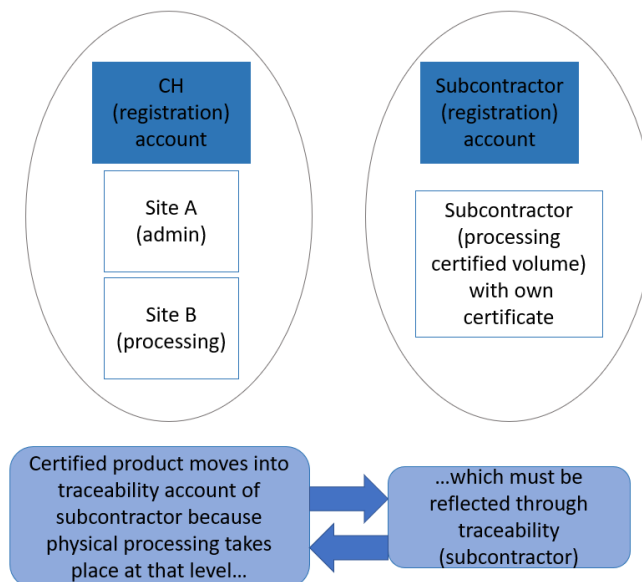 CH
(registration)
account
Site A
(admin)
Site B
(processing)
Subcontractor
(registration)
account
Subcontractor
(processing
certified volume)
with own
certificate
Certified product moves into
traceability account of
subcontractor because
physical processing takes
place at that level…
…which must be
reflected through
traceability
(subcontractor)